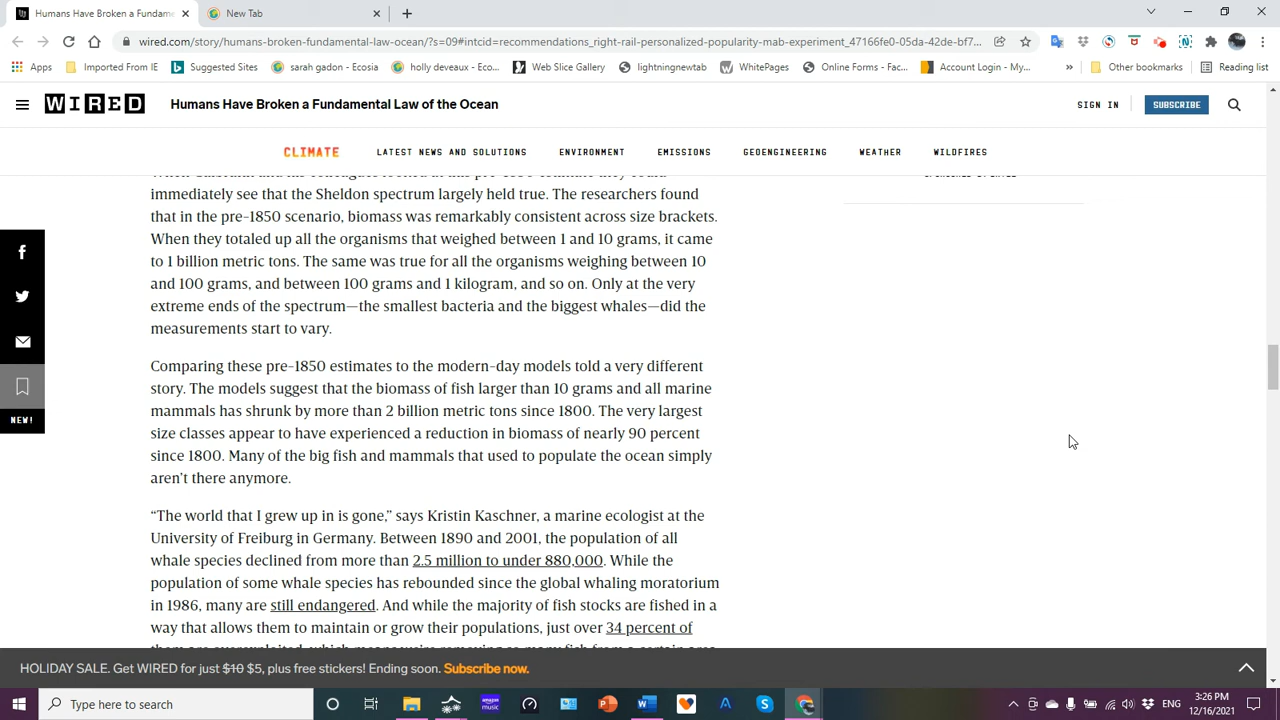 Humans Have Broken a Fundame
New Tab
wired.com/story/humans-broken-fundamental-law-ocean/?s=09#intcid=recommendations_right-rail-personalized-popularity-mab-experiment_47166fe0-05da-42de-bf7...
Apps
Imported From IE
Suggested Sites
sarah gadon - Ecosia
holly deveaux - Eco...
Web Slice Gallery
lightningnewtab
WhitePages
Online Forms - Fac...
Account Login - My...
»
Other bookmarks
Reading list
WIRED
Humans Have Broken a Fundamental Law of the Ocean
SIGN IN
SUBSCRIBE
CLIMATE
LATEST NEWS AND SOLUTIONS
ENVIRONMENT
EMISSIONS
GEOENGINEERING
WEATHER
WILDFIRES
immediately see that the Sheldon spectrum largely held true. The researchers found
that in the pre-1850 scenario, biomass was remarkably consistent across size brackets.
When they totaled up all the organisms that weighed between 1 and 10 grams, it came
to 1 billion metric tons. The same was true for all the organisms weighing between 10
and 100 grams, and between 100 grams and 1 kilogram, and so on. Only at the very
extreme ends of the spectrum—the smallest bacteria and the biggest whales—did the
measurements start to vary.
Comparing these pre-1850 estimates to the modern-day models told a very different
story. The models suggest that the biomass of fish larger than 10 grams and all marine
mammals has shrunk by more than 2 billion metric tons since 1800. The very largest
size classes appear to have experienced a reduction in biomass of nearly 90 percent
since 1800. Many of the big fish and mammals that used to populate the ocean simply
aren't there anymore.
“The world that I grew up in is gone,” says Kristin Kaschner, a marine ecologist at the
University of Freiburg in Germany. Between 1890 and 2001, the population of all
whale species declined from more than 2.5 million to under 880,000. While the
population of some whale species has rebounded since the global whaling moratorium
in 1986, many are still endangered. And while the majority of fish stocks are fished in a
way that allows them to maintain or grow their populations, just over 34 percent of
NEW!
HOLIDAY SALE. Get WIRED for just $10 $5, plus free stickers! Ending soon. Subscribe now.
Type here to search
amazon music
ENG
3:26 PM
12/16/2021